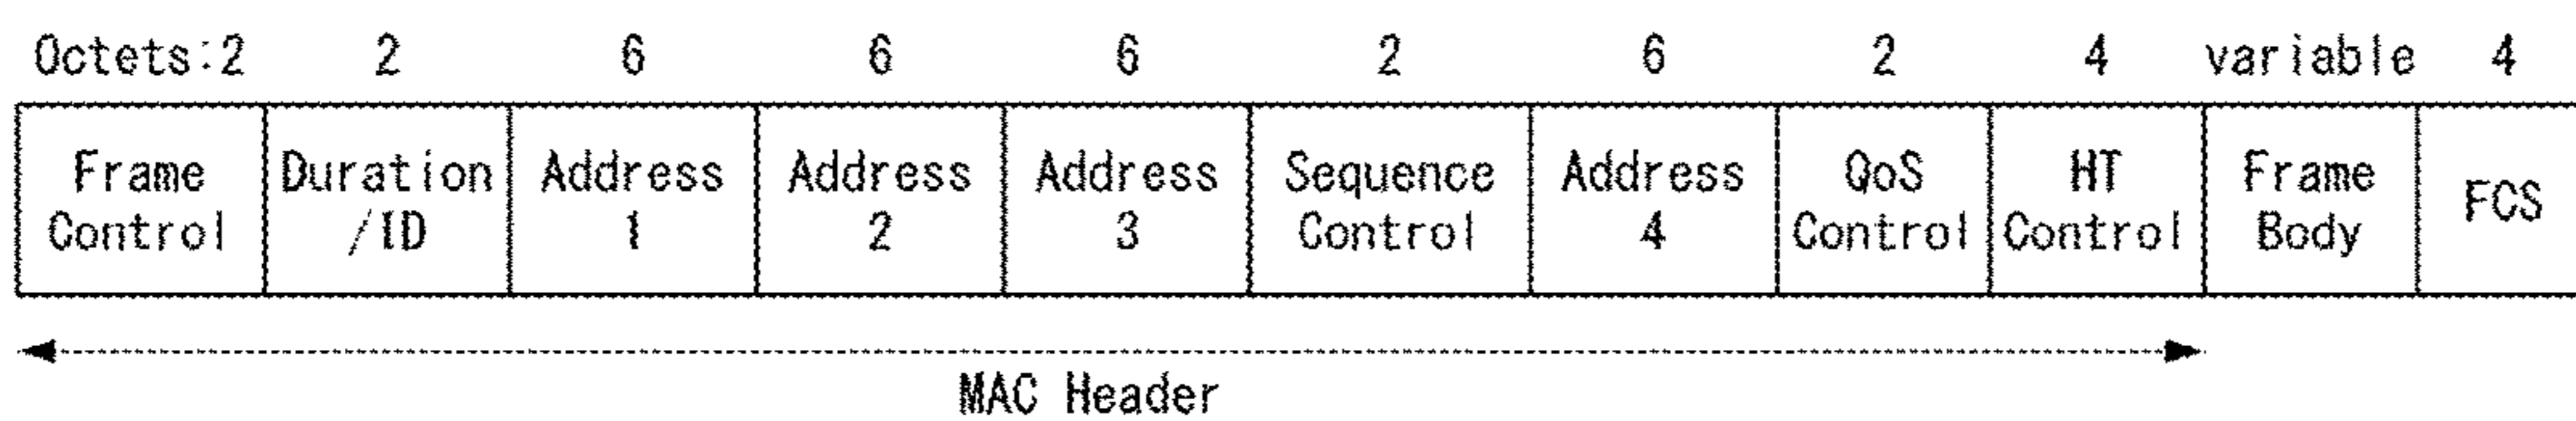 Octets:2 2 6 6 6 2 6 2 4 variable 4
Frame Control
Duration /ID
Address 1
Address 2
Address 3
Sequence Control
Address 4
QoS Control
HT Control
Frame Body
FCS
MAC Header